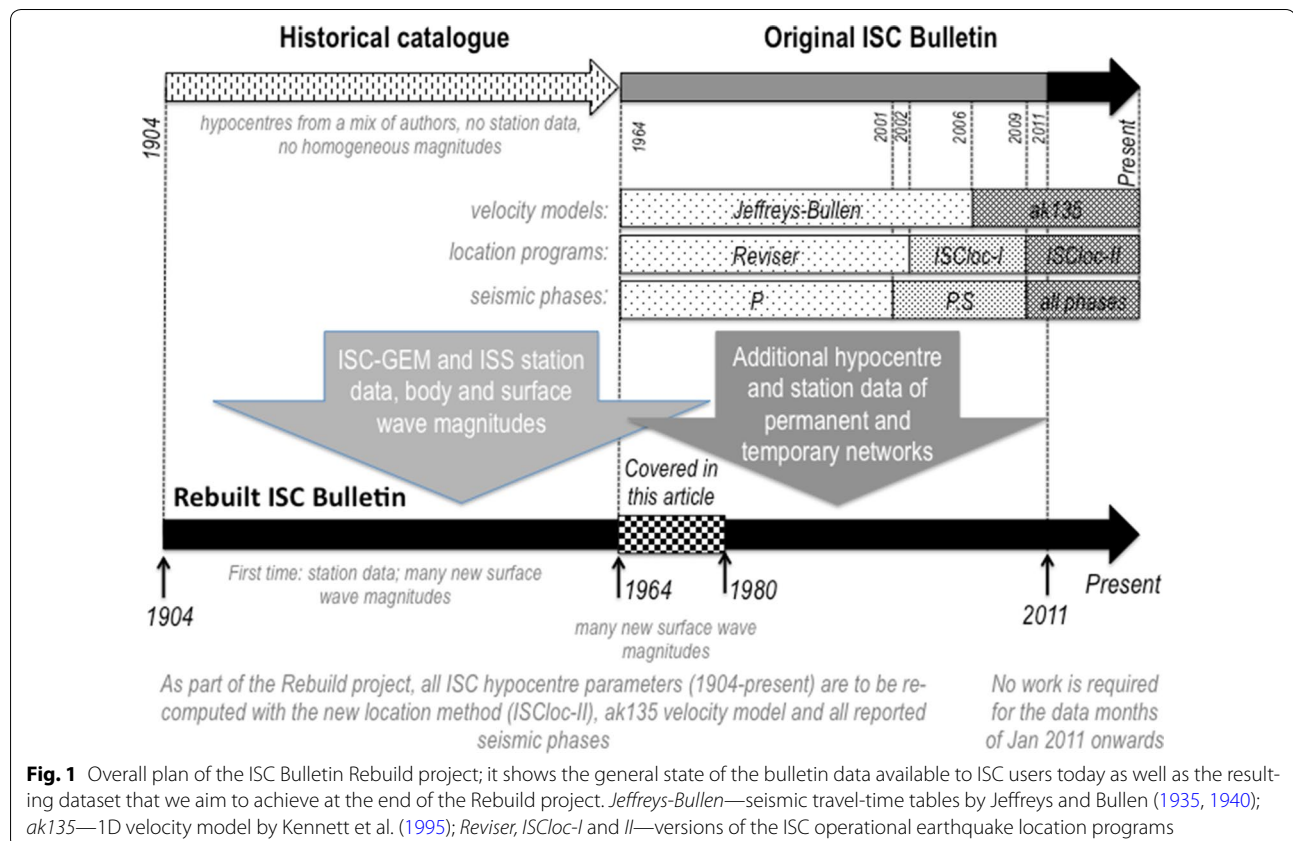 Historical catalogue
Original ISC Bulletin
hypocentres from a mix of authors, no station data,
no homogeneous magnitudes
1904
1964
2001
2002
2006
2009
2011
Present
velocity models:
Jeffreys-Bullen
ak135
location programs:
Reviser
ISCloc-I
ISCloc-II
seismic phases:
P
PS
all phases
ISC-GEM and ISS station
data, body and surface
wave magnitudes
Additional hypocentre
and station data of
permanent and
temporary networks
Covered in
this article
Rebuilt ISC Bulletin
First time: station data; many new surface
wave magnitudes
1904
1964
1980
2011
Present
many new surface wave
magnitudes
As part of the Rebuild project, all ISC hypocentre parameters (1904-present) are to be re-
computed with the new location method (ISCloc-II), ak135 velocity model and all reported
seismic phases
No work is required
for the data months
of Jan 2011 onwards
Fig. 1 Overall plan of the ISC Bulletin Rebuild project; it shows the general state of the bulletin data available to ISC users today as well as the result-
ing dataset that we aim to achieve at the end of the Rebuild project. Jeffreys-Bullen—seismic travel-time tables by Jeffreys and Bullen (1935, 1940);
ak135—1D velocity model by Kennett et al. (1995); Reviser, ISCloc-I and II—versions of the ISC operational earthquake location programs